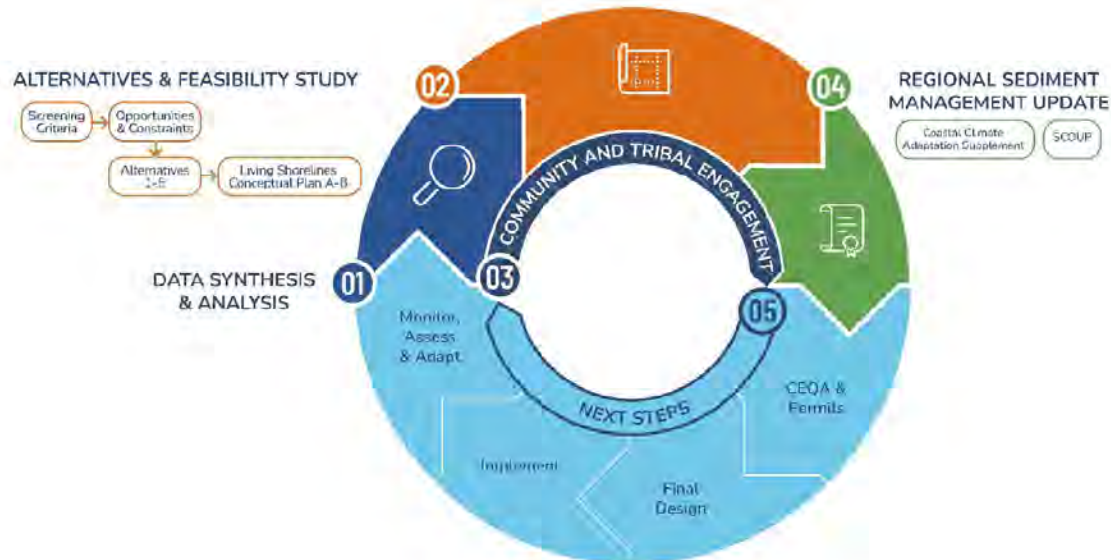 ALTERNATIVES & FEASIBILITY STUDY
Screening
Criteria
Opportunities
& Constraints
Alternatives
Living Shorelines
Conceptual Plan A-B
02
04
REGIONAL SEDIMENT
MANAGEMENT UPDATE
Coastal Climate
Adaptation Supplement
SCOUP
COMMUNITY AND TRIBAL ENGAGEMENT
DATA SYNTHESIS
& ANALYSIS
01
03
05
Monitor,
Assess
& Adapt
CEQA &
Permits
NEXT STEPS
Implement
Final
Design